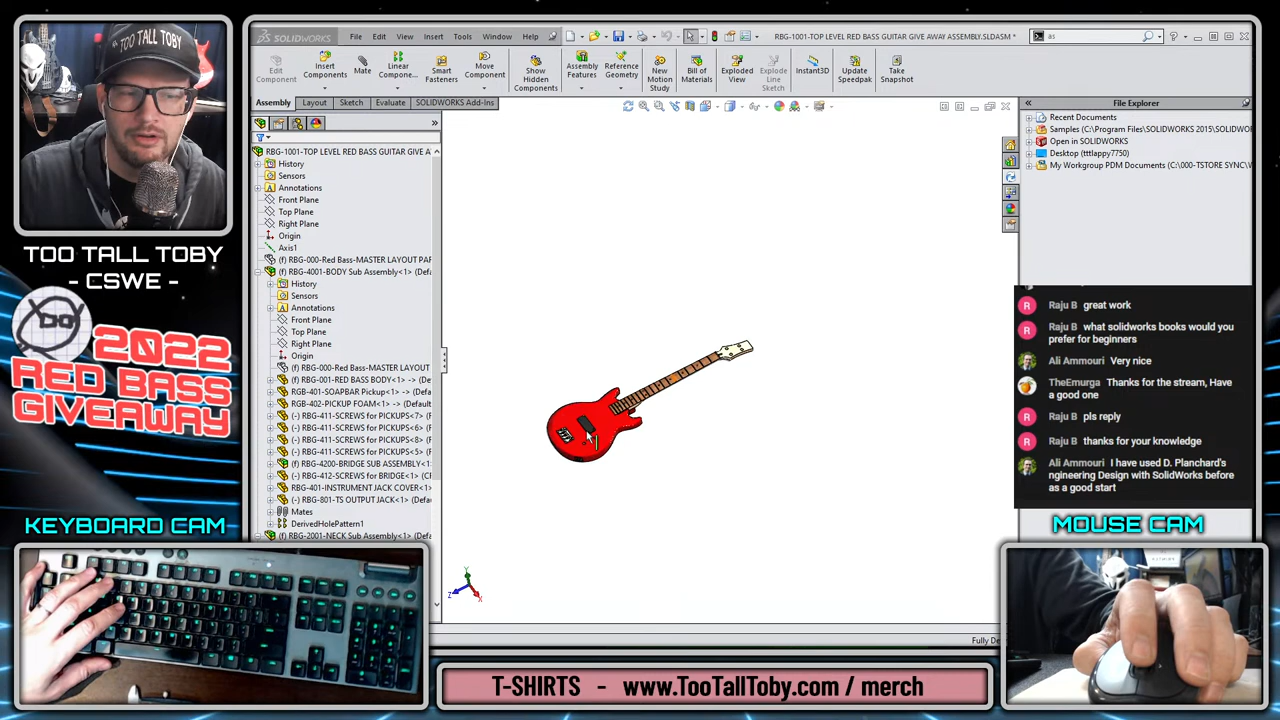 TOO TALL TOBY
TOO TALL TOBY
- CSWE -
2022
RED BASS
GIVEAWAY
KEYBOARD CAM
SOLIDWORKS
File Edit View Insert Tools Window Help
RBG-1001-TOP LEVEL RED BASS GUITAR GIVE AWAY ASSEMBLY.SLDASM *
as
Edit Component
Insert Components
Mate
Linear Compone...
Smart Fasteners
Move Component
Show Hidden Components
Assembly Features
Reference Geometry
New Motion Study
Bill of Materials
Exploded View
Explode Line Sketch
Instant3D
Update Speedpak
Take Snapshot
Assembly Layout Sketch Evaluate SOLIDWORKS Add-Ins
RBG-1001-TOP LEVEL RED BASS GUITAR GIVE A
History
Sensors
Annotations
Front Plane
Top Plane
Right Plane
Origin
Axis1
(f) RBG-000-Red Bass-MASTER LAYOUT PAR
(f) RBG-4001-BODY Sub Assembly<1> (Defa
History
Sensors
Annotations
Front Plane
Top Plane
Right Plane
Origin
(f) RBG-000-Red Bass-MASTER LAYOUT
(f) RBG-001-RED BASS BODY<1> -> (D
RGB-401-SOAPBAR Pickup<1> (Default
RGB-402-PICKUP FOAM<1> (Default
(-) RBG-411-SCREWS for PICKUPS<7> (F
(-) RBG-411-SCREWS for PICKUPS<6> (F
(-) RBG-411-SCREWS for PICKUPS<8> (F
(-) RBG-411-SCREWS for PICKUPS<5> (F
(f) RBG-4200-BRIDGE SUB ASSEMBLY<1>
(-) RBG-412-SCREWS for BRIDGE<1> (D
RBG-401-INSTRUMENT JACK COVER<1
(-) RBG-801-TS OUTPUT JACK<1> (Defa
Mates
DerivedHolePattern1
(f) RBG-2001-NECK Sub Assembly<1> (Def
Y
Z
X
Fully De
File Explorer
Recent Documents
Samples (C:\Program Files\SOLIDWORKS 2015\SOLIDWO
Open in SOLIDWORKS
Desktop (tttlappy7750)
My Workgroup PDM Documents (C:\000-TSTORE SYNC\W
R Raju B great work
R Raju B what solidworks books would you
prefer for beginners
Ali Ammouri Very nice
TheEmurga Thanks for the stream, Have
a good one
R Raju B pls reply
R Raju B thanks for your knowledge
Ali Ammouri I have used D. Planchard's
ngineering Design with SolidWorks before
as a good start
MOUSE CAM
T-SHIRTS - www.TooTallToby.com / merch